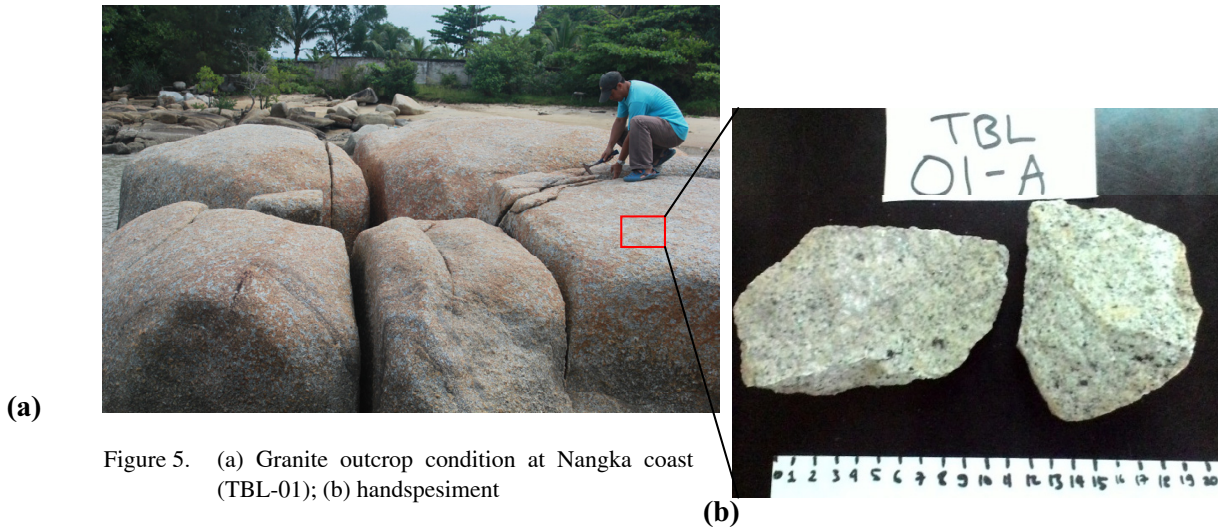 TBL
01-A
0 1 2 3 4 5 6 7 8 9 10 11 12 13 14 15 16 17 18 19 20
(a)
(b)
Figure 5. (a) Granite outcrop condition at Nangka coast
(TBL-01); (b) handspesiment